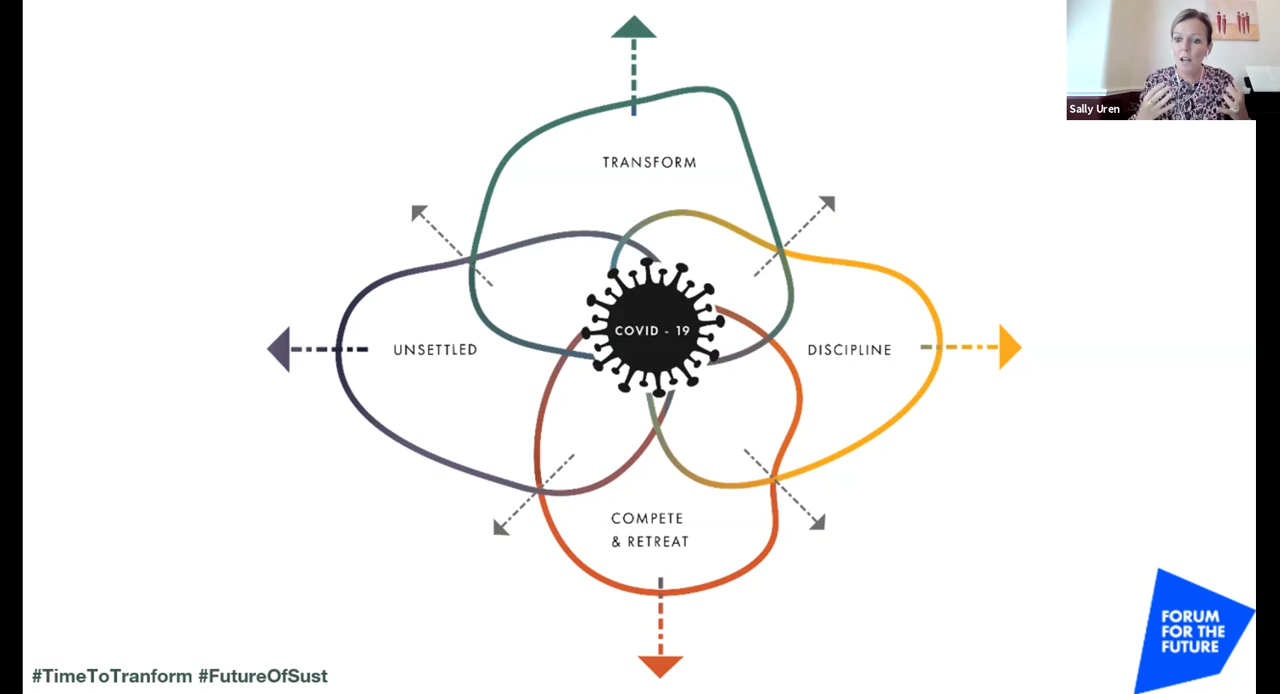 Sally Uren
TRANSFORM
COVID - 19
UNSETTLED
DISCIPLINE
COMPETE
& RETREAT
FORUM
FOR THE
FUTURE
#TimeToTranform #FutureOfSust